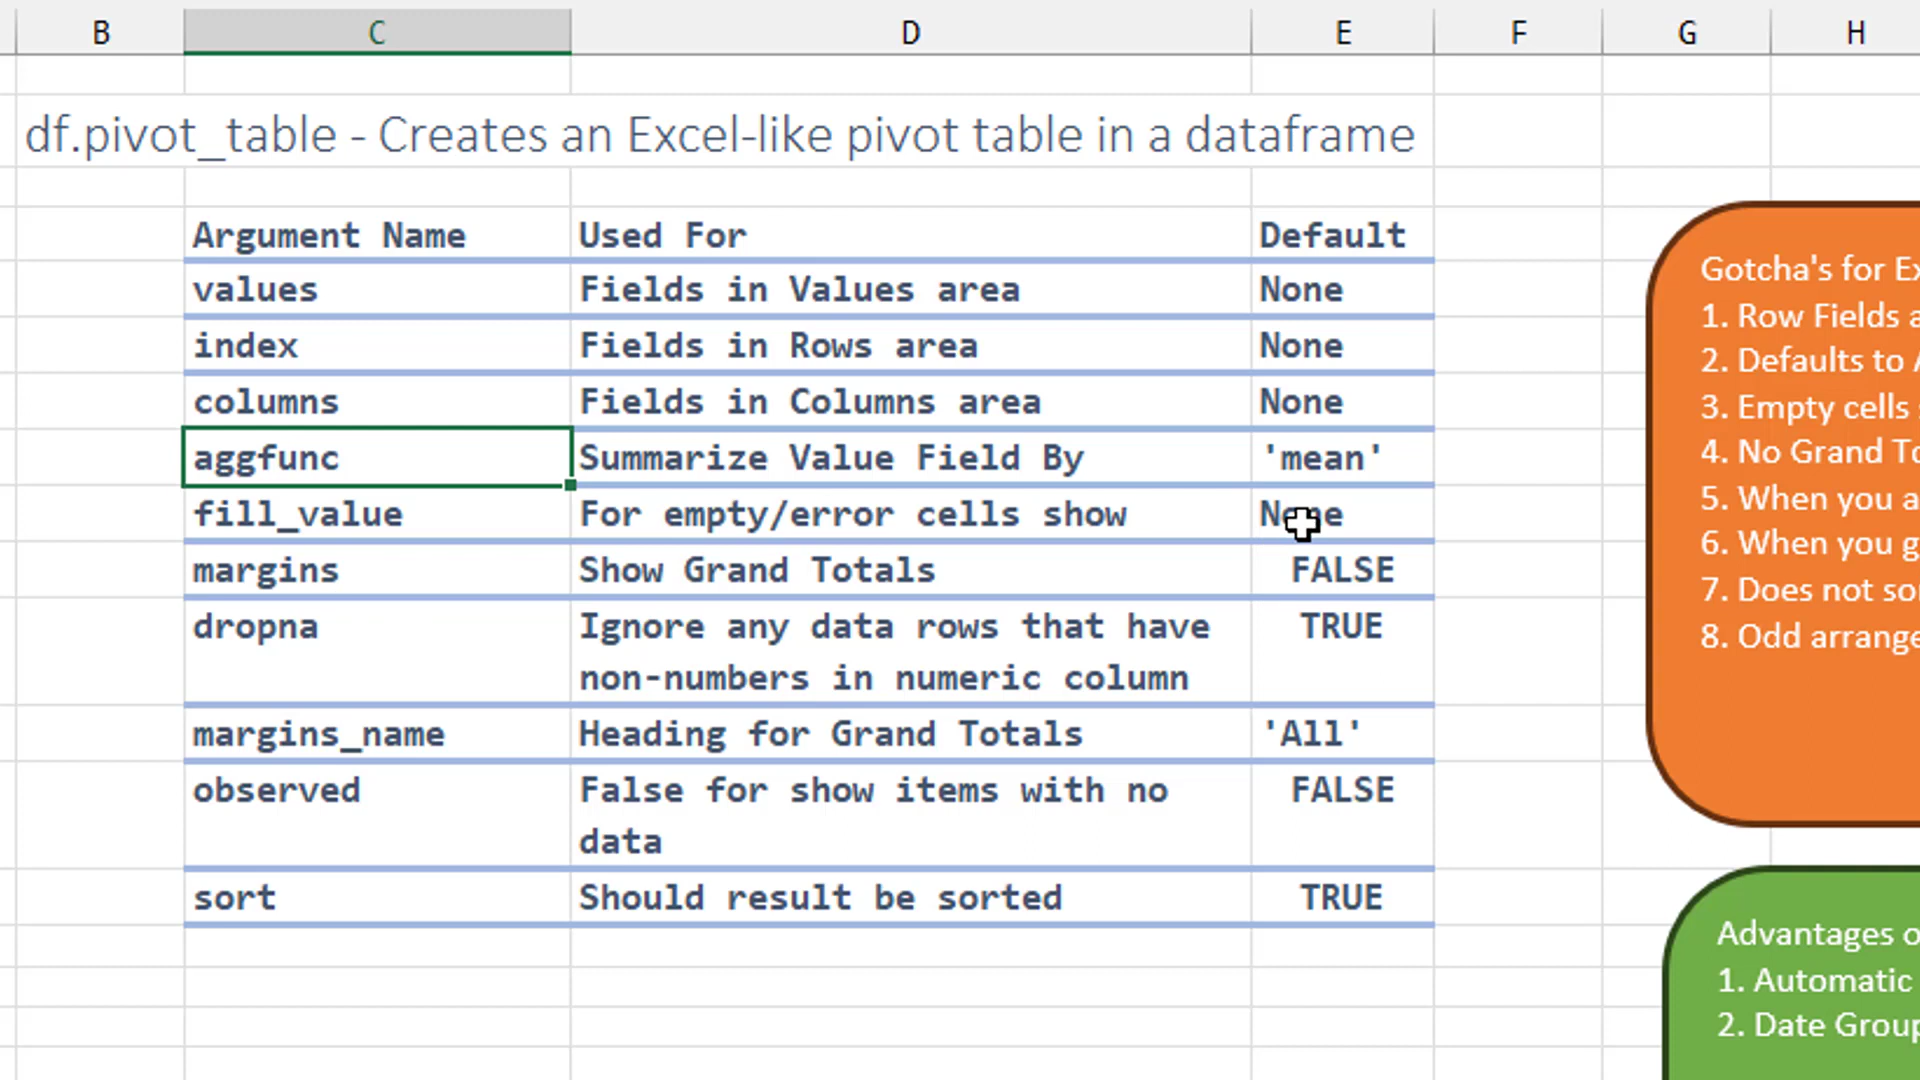 B C D E F G H
df.pivot_table - Creates an Excel-like pivot table in a dataframe
Argument Name Used For Default
values Fields in Values area None
index Fields in Rows area None
columns Fields in Columns area None
aggfunc Summarize Value Field By 'mean'
fill_value For empty/error cells show None
margins Show Grand Totals FALSE
dropna Ignore any data rows that have TRUE
non-numbers in numeric column
margins_name Heading for Grand Totals 'All'
observed False for show items with no FALSE
data
sort Should result be sorted TRUE
Gotcha's for
1. Row Fields
2. Defaults to
3. Empty cells
4. No Grand
5. When you
6. When you
7. Does not
8. Odd
Advantages
1. Automatic
2. Date